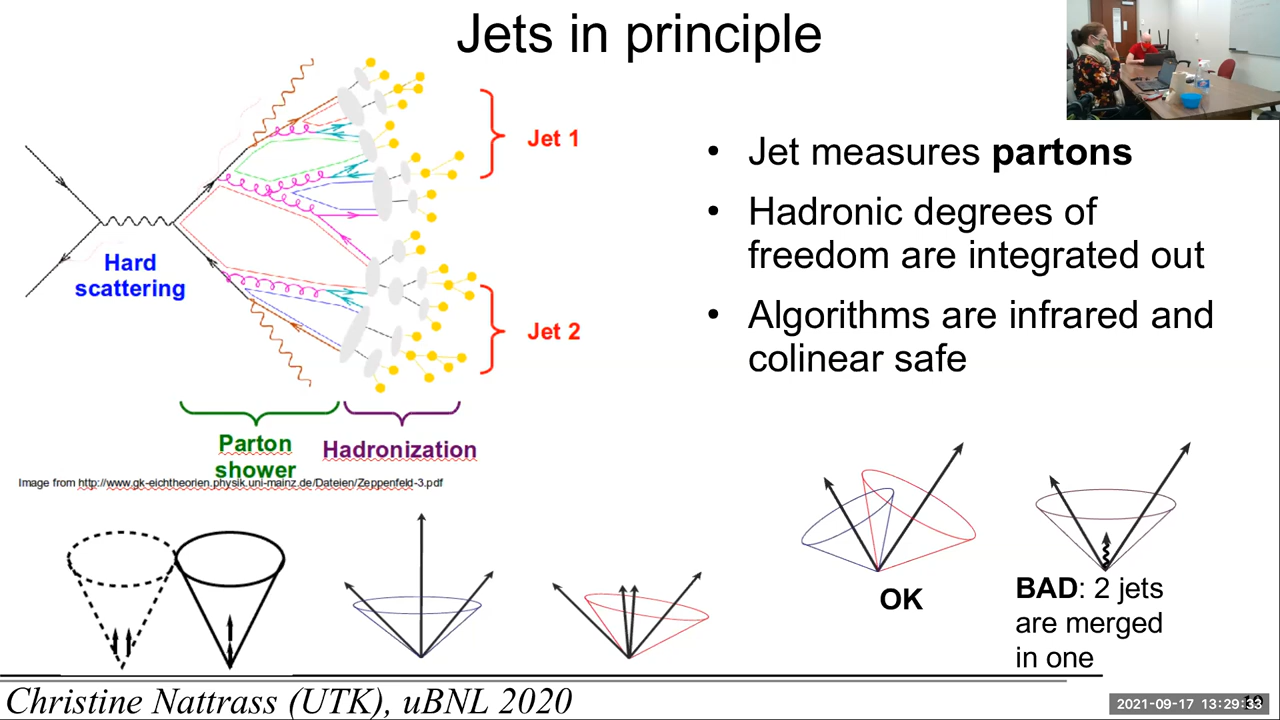 Jets in principle
Jet 1
• Jet measures partons
• Hadronic degrees of
freedom are integrated out
Hard
scattering
• Algorithms are infrared and
colinear safe
Jet 2
Parton
shower
Hadronization
Image from http://www.gk-eichtheorien.physik.uni-mainz.de/Dateien/Zeppenfeld-3.pdf
OK
BAD: 2 jets
are merged
in one
Christine Nattrass (UTK), uBNL 2020
2021-09-17 13:29:33